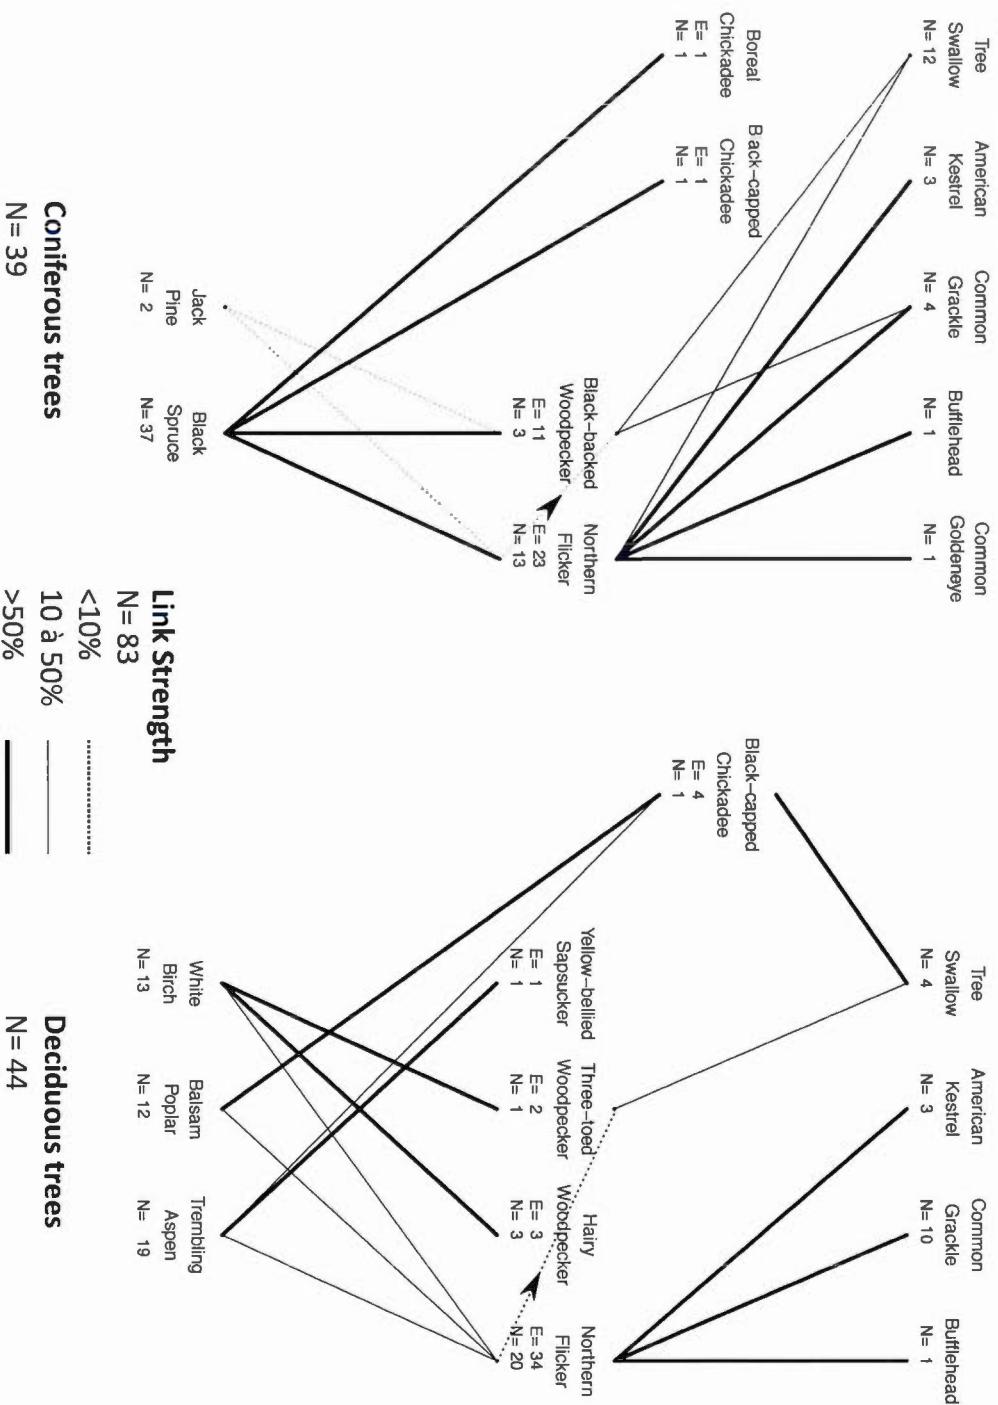 Tree
Swallow
N= 12
American
Kestrel
N= 3
Common
Grackle
N= 4
Bufflehead
N= 1
Common
Goldeneye
N= 1
Tree
Swallow
N= 4
American
Kestrel
N= 3
Common
Grackle
N= 10
Bufflehead
N= 1
Boreal
Chickadee
E= 1
N= 1
Black-capped
Chickadee
E= 1
N= 1
Black-capped
Chickadee
E= 4
N= 1
Black-backed
Woodpecker
E= 11
N= 3
Northern
Flicker
E= 23
N= 13
Yellow-bellied
Sapsucker
E= 1
N= 1
Three-toed
Woodpecker
E= 2
N= 1
Hairy
Woodpecker
E= 3
N= 3
Northern
Flicker
E= 34
N= 20
Jack
Pine
N= 2
Black
Spruce
N= 37
White
Birch
N= 13
Balsam
Poplar
N= 12
Trembling
Aspen
N= 19
Coniferous trees
N= 39
Link Strength
N= 83
<10%
10 à 50%
>50%
Deciduous trees
N= 44